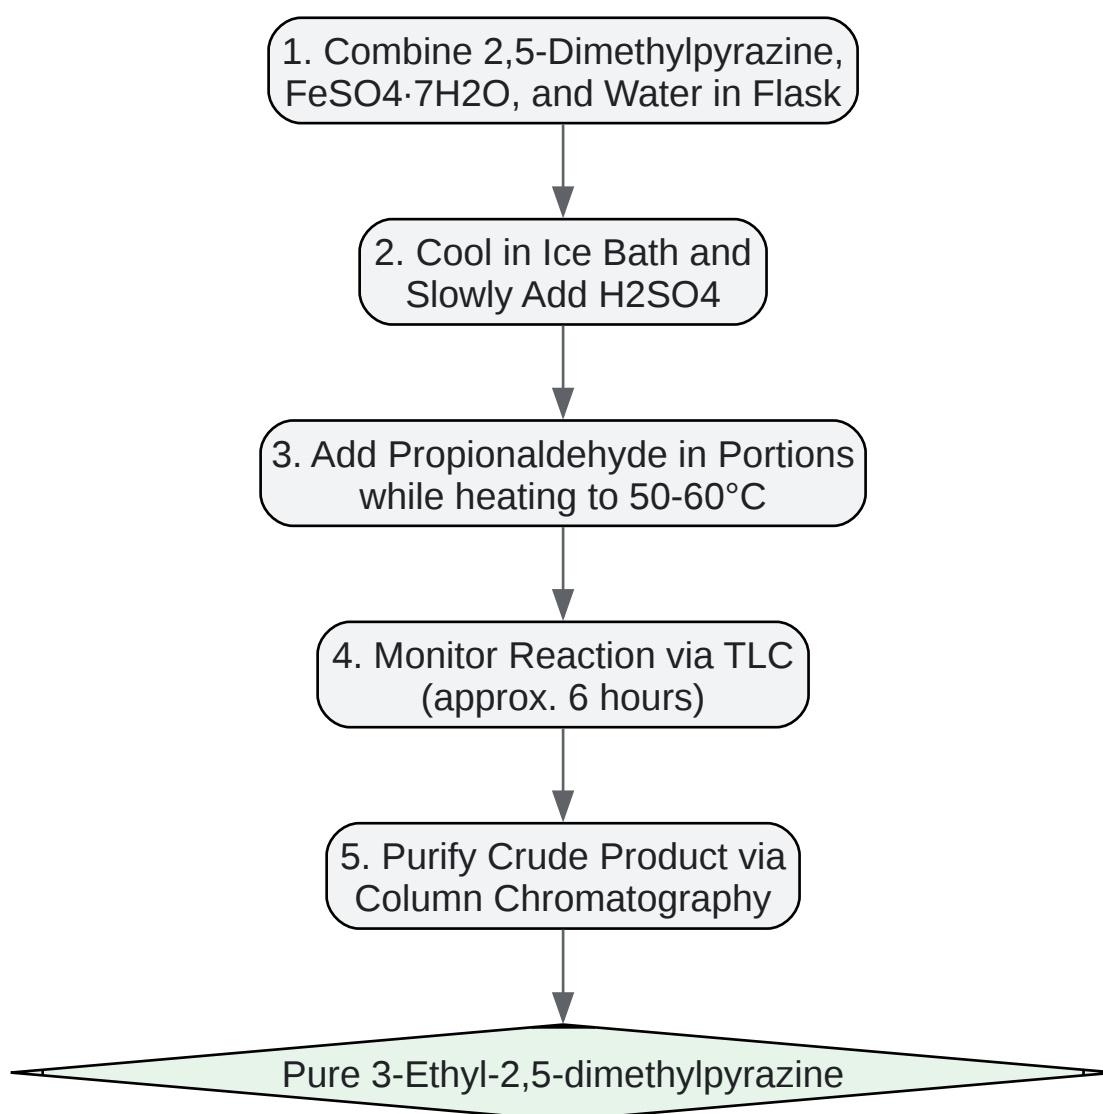 1. Combine 2,5-Dimethylpyrazine,
FeSO4·7H2O, and Water in Flask
2. Cool in Ice Bath and
Slowly Add H2SO4
3. Add Propionaldehyde in Portions
while heating to 50-60°C
4. Monitor Reaction via TLC
(approx. 6 hours)
5. Purify Crude Product via
Column Chromatography
Pure 3-Ethyl-2,5-dimethylpyrazine